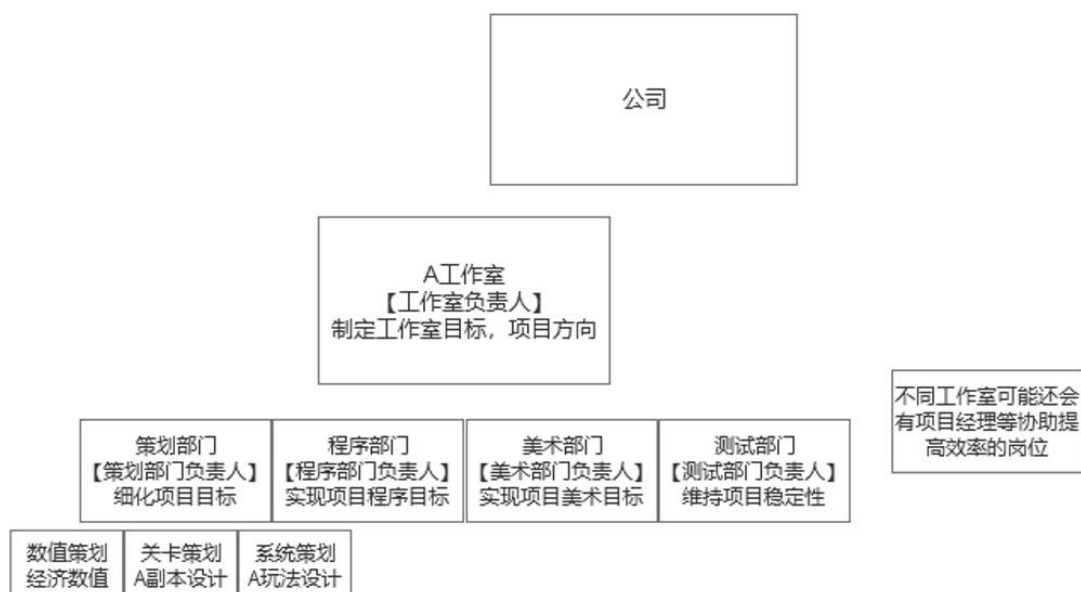 公司
A工作室
【工作室负责人】
制定工作室目标，项目方向
不同工作室可能还会
有项目经理等协助提
高效率的岗位
策划部门
【策划部门负责人】
细化项目目标
程序部门
【程序部门负责人】
实现项目程序目标
美术部门
【美术部门负责人】
实现项目美术目标
测试部门
【测试部门负责人】
维持项目稳定性
数值策划
经济数值
关卡策划
A副本设计
系统策划
A玩法设计